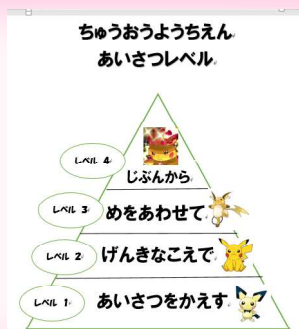 ちゅうおうようちえん
あいさつレベル
レベル 4
じぶんから
レベル 3
めをあわせて
レベル 2
げんきなこえで
レベル 1
あいさつをかえす